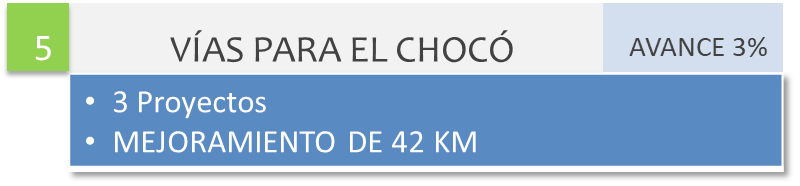 5 VÍAS PARA EL CHOCÓ AVANCE 3%
• 3 Proyectos
• MEJORAMIENTO DE 42 KM